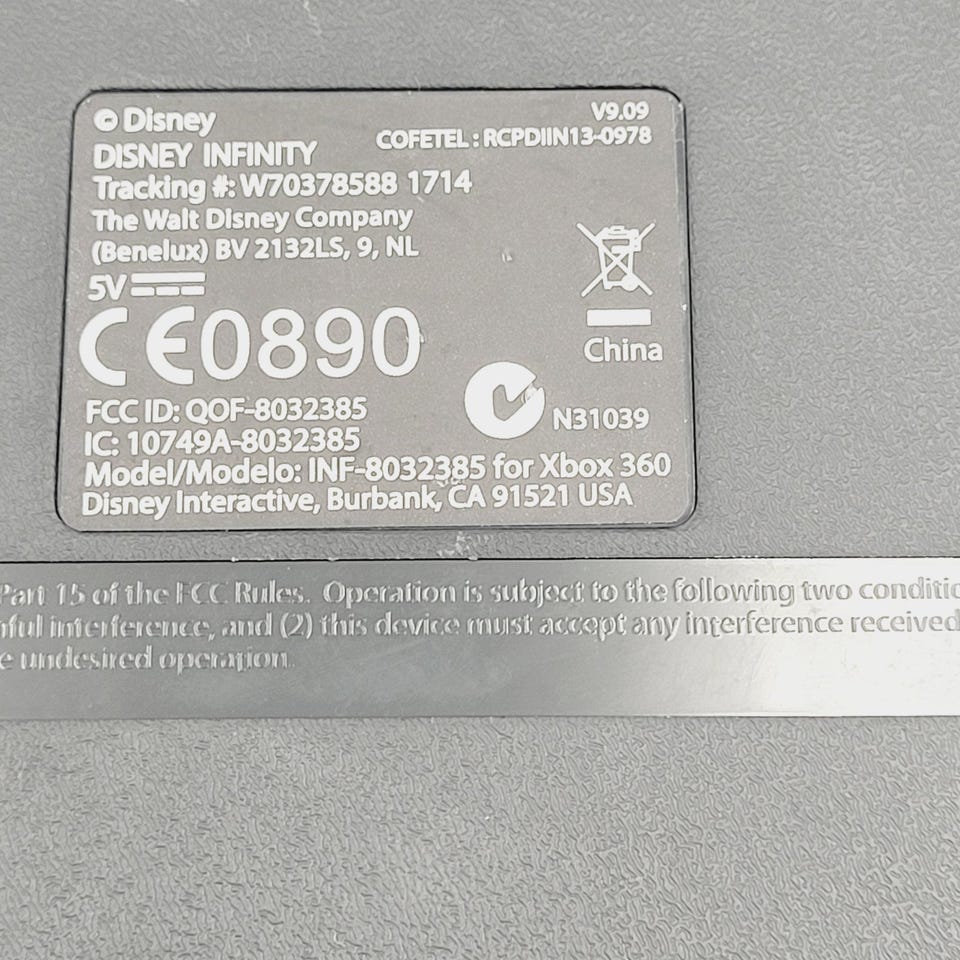 © Disney
V9.09
DISNEY INFINITY
COFETEL : RCPDIIN13-0978
Tracking #: W70378588 1714
The Walt Disney Company
(Benelux) BV 2132LS, 9, NL
5V
CE0890
China
N31039
FCC ID: QOF-8032385
IC: 10749A-8032385
Model/Modelo: INF-8032385 for Xbox 360
Disney Interactive, Burbank, CA 91521 USA
Part 15 of the FCC Rules. Operation is subject to the following two conditio
nful interference, and (2) this device must accept any interference received
e undesired operation.